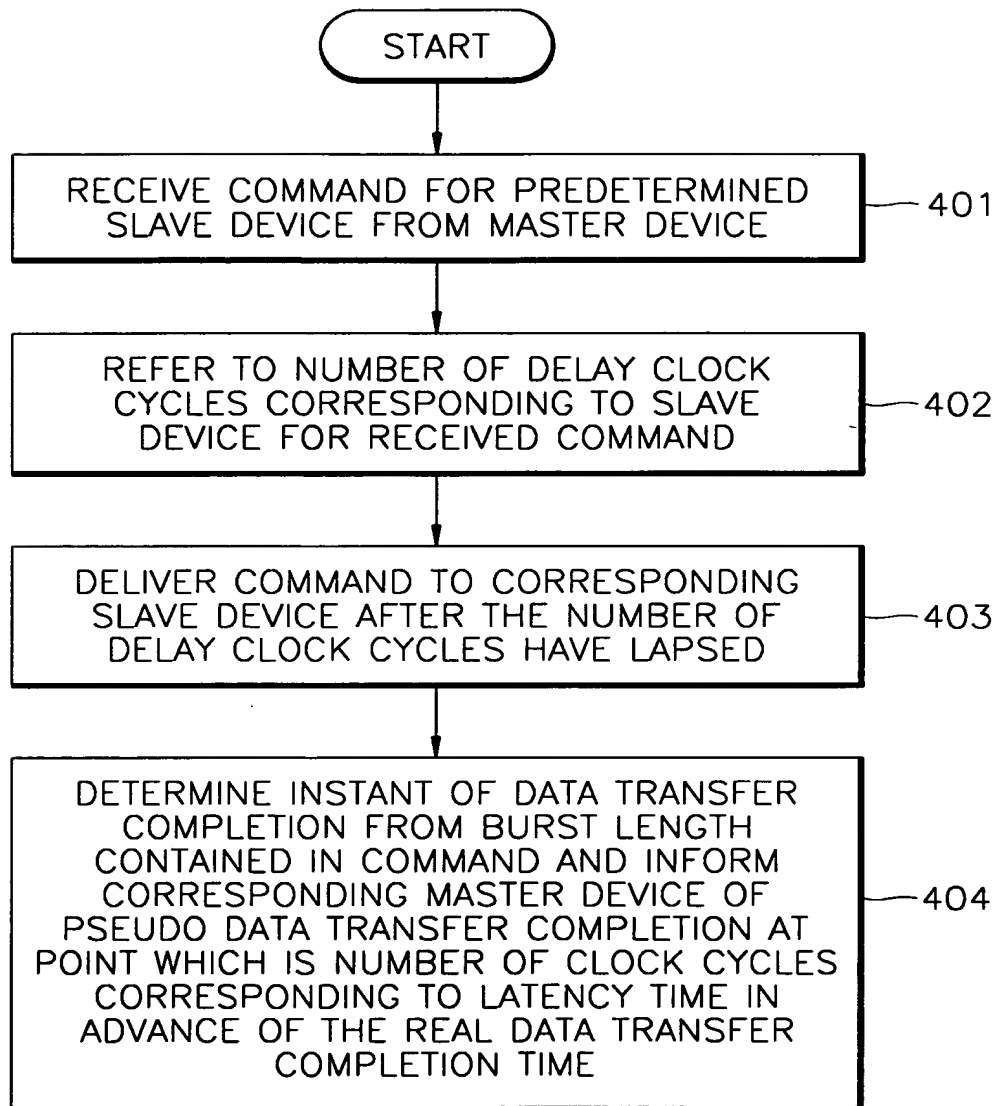 START
RECEIVE COMMAND FOR PREDETERMINED
SLAVE DEVICE FROM MASTER DEVICE
401
REFER TO NUMBER OF DELAY CLOCK
CYCLES CORRESPONDING TO SLAVE
DEVICE FOR RECEIVED COMMAND
402
DELIVER COMMAND TO CORRESPONDING
SLAVE DEVICE AFTER THE NUMBER OF
DELAY CLOCK CYCLES HAVE LAPSED
403
DETERMINE INSTANT OF DATA TRANSFER
COMPLETION FROM BURST LENGTH
CONTAINED IN COMMAND AND INFORM
CORRESPONDING MASTER DEVICE OF
PSEUDO DATA TRANSFER COMPLETION AT
POINT WHICH IS NUMBER OF CLOCK CYCLES
CORRESPONDING TO LATENCY TIME IN
ADVANCE OF THE REAL DATA TRANSFER
COMPLETION TIME
404